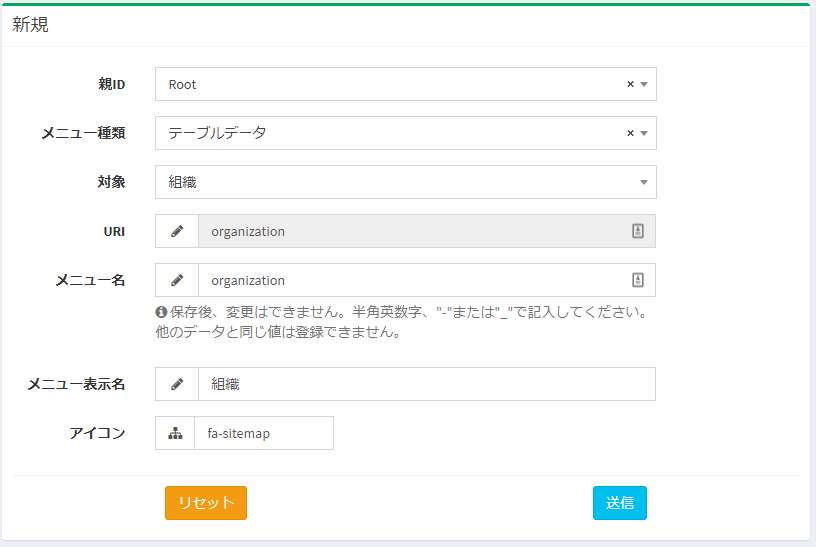 新規
親ID Root × 
メニュー種類 テーブルデータ ×
対象 組織
URI organization
メニュー名 organization
保存後、変更はできません。半角英数字、"-"または"_"で記入してください。
他のデータと同じ値は登録できません。
メニュー表示名 組織
アイコン fa-sitemap
リセット 送信